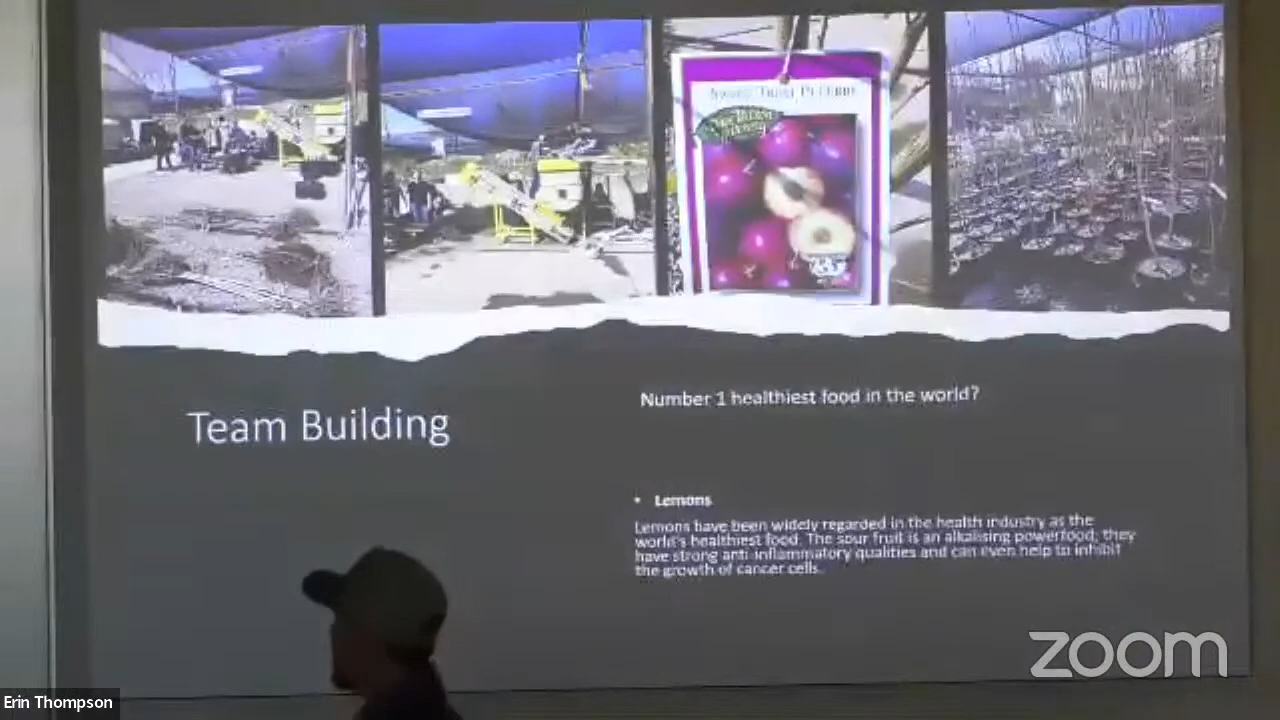 Team Building
Number 1 healthiest food in the world?
• Lemons
Lemons have been widely regarded in the health industry as the
world's healthiest food. The sour fruit is an alkalising powerfood, they
have strong anti inflammatory qualities and can even help to inhibit
the growth of cancer cells.
zoom
Erin Thompson